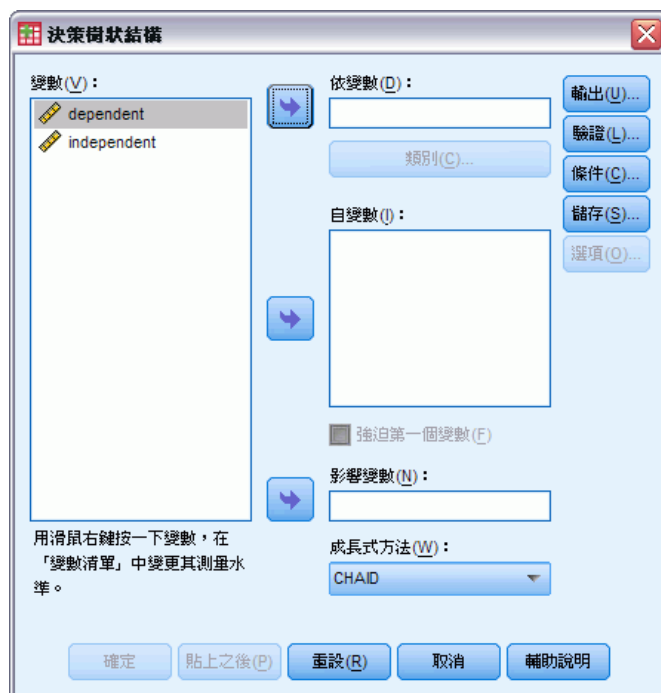 決策樹狀結構
變數(V)：
dependent
independent
用滑鼠右鍵按一下變數，在
「變數清單」中變更其測量水
準。
依變數(D)：
類別(C)...
自變數(I)：
強迫第一個變數(F)
影響變數(N)：
成長式方法(W)：
CHAID
輸出(U)...
驗證(L)...
條件(C)...
儲存(S)...
選項(O)...
確定
貼上之後(P)
重設(R)
取消
輔助說明